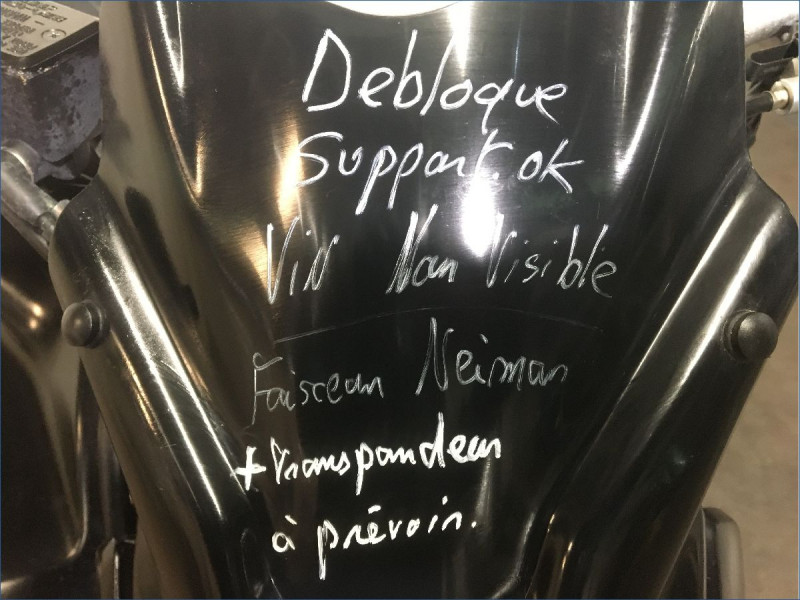 Debloque
Support. ok
ViN Non Visible
Faisceau Neiman
+ transpondeur
à prévoir.